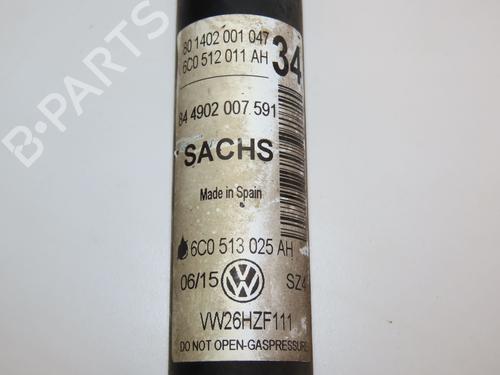 80 1402 001 047
6C0 512 011 AH
34
84 4902 007 591
SACHS
Made in Spain
6C0 513 025 AH
06/15
SZ4
VW26HZF111
DO NOT OPEN-GASPRESSURE
B-PARTS